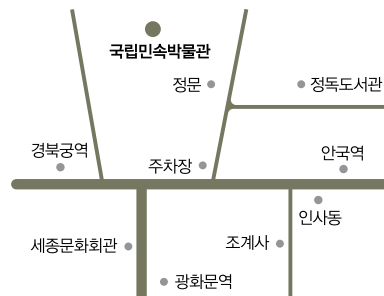 국립민속박물관
정문
정독도서관
경북궁역
주차장
안국역
인사동
세종문화회관
조계사
광화문역